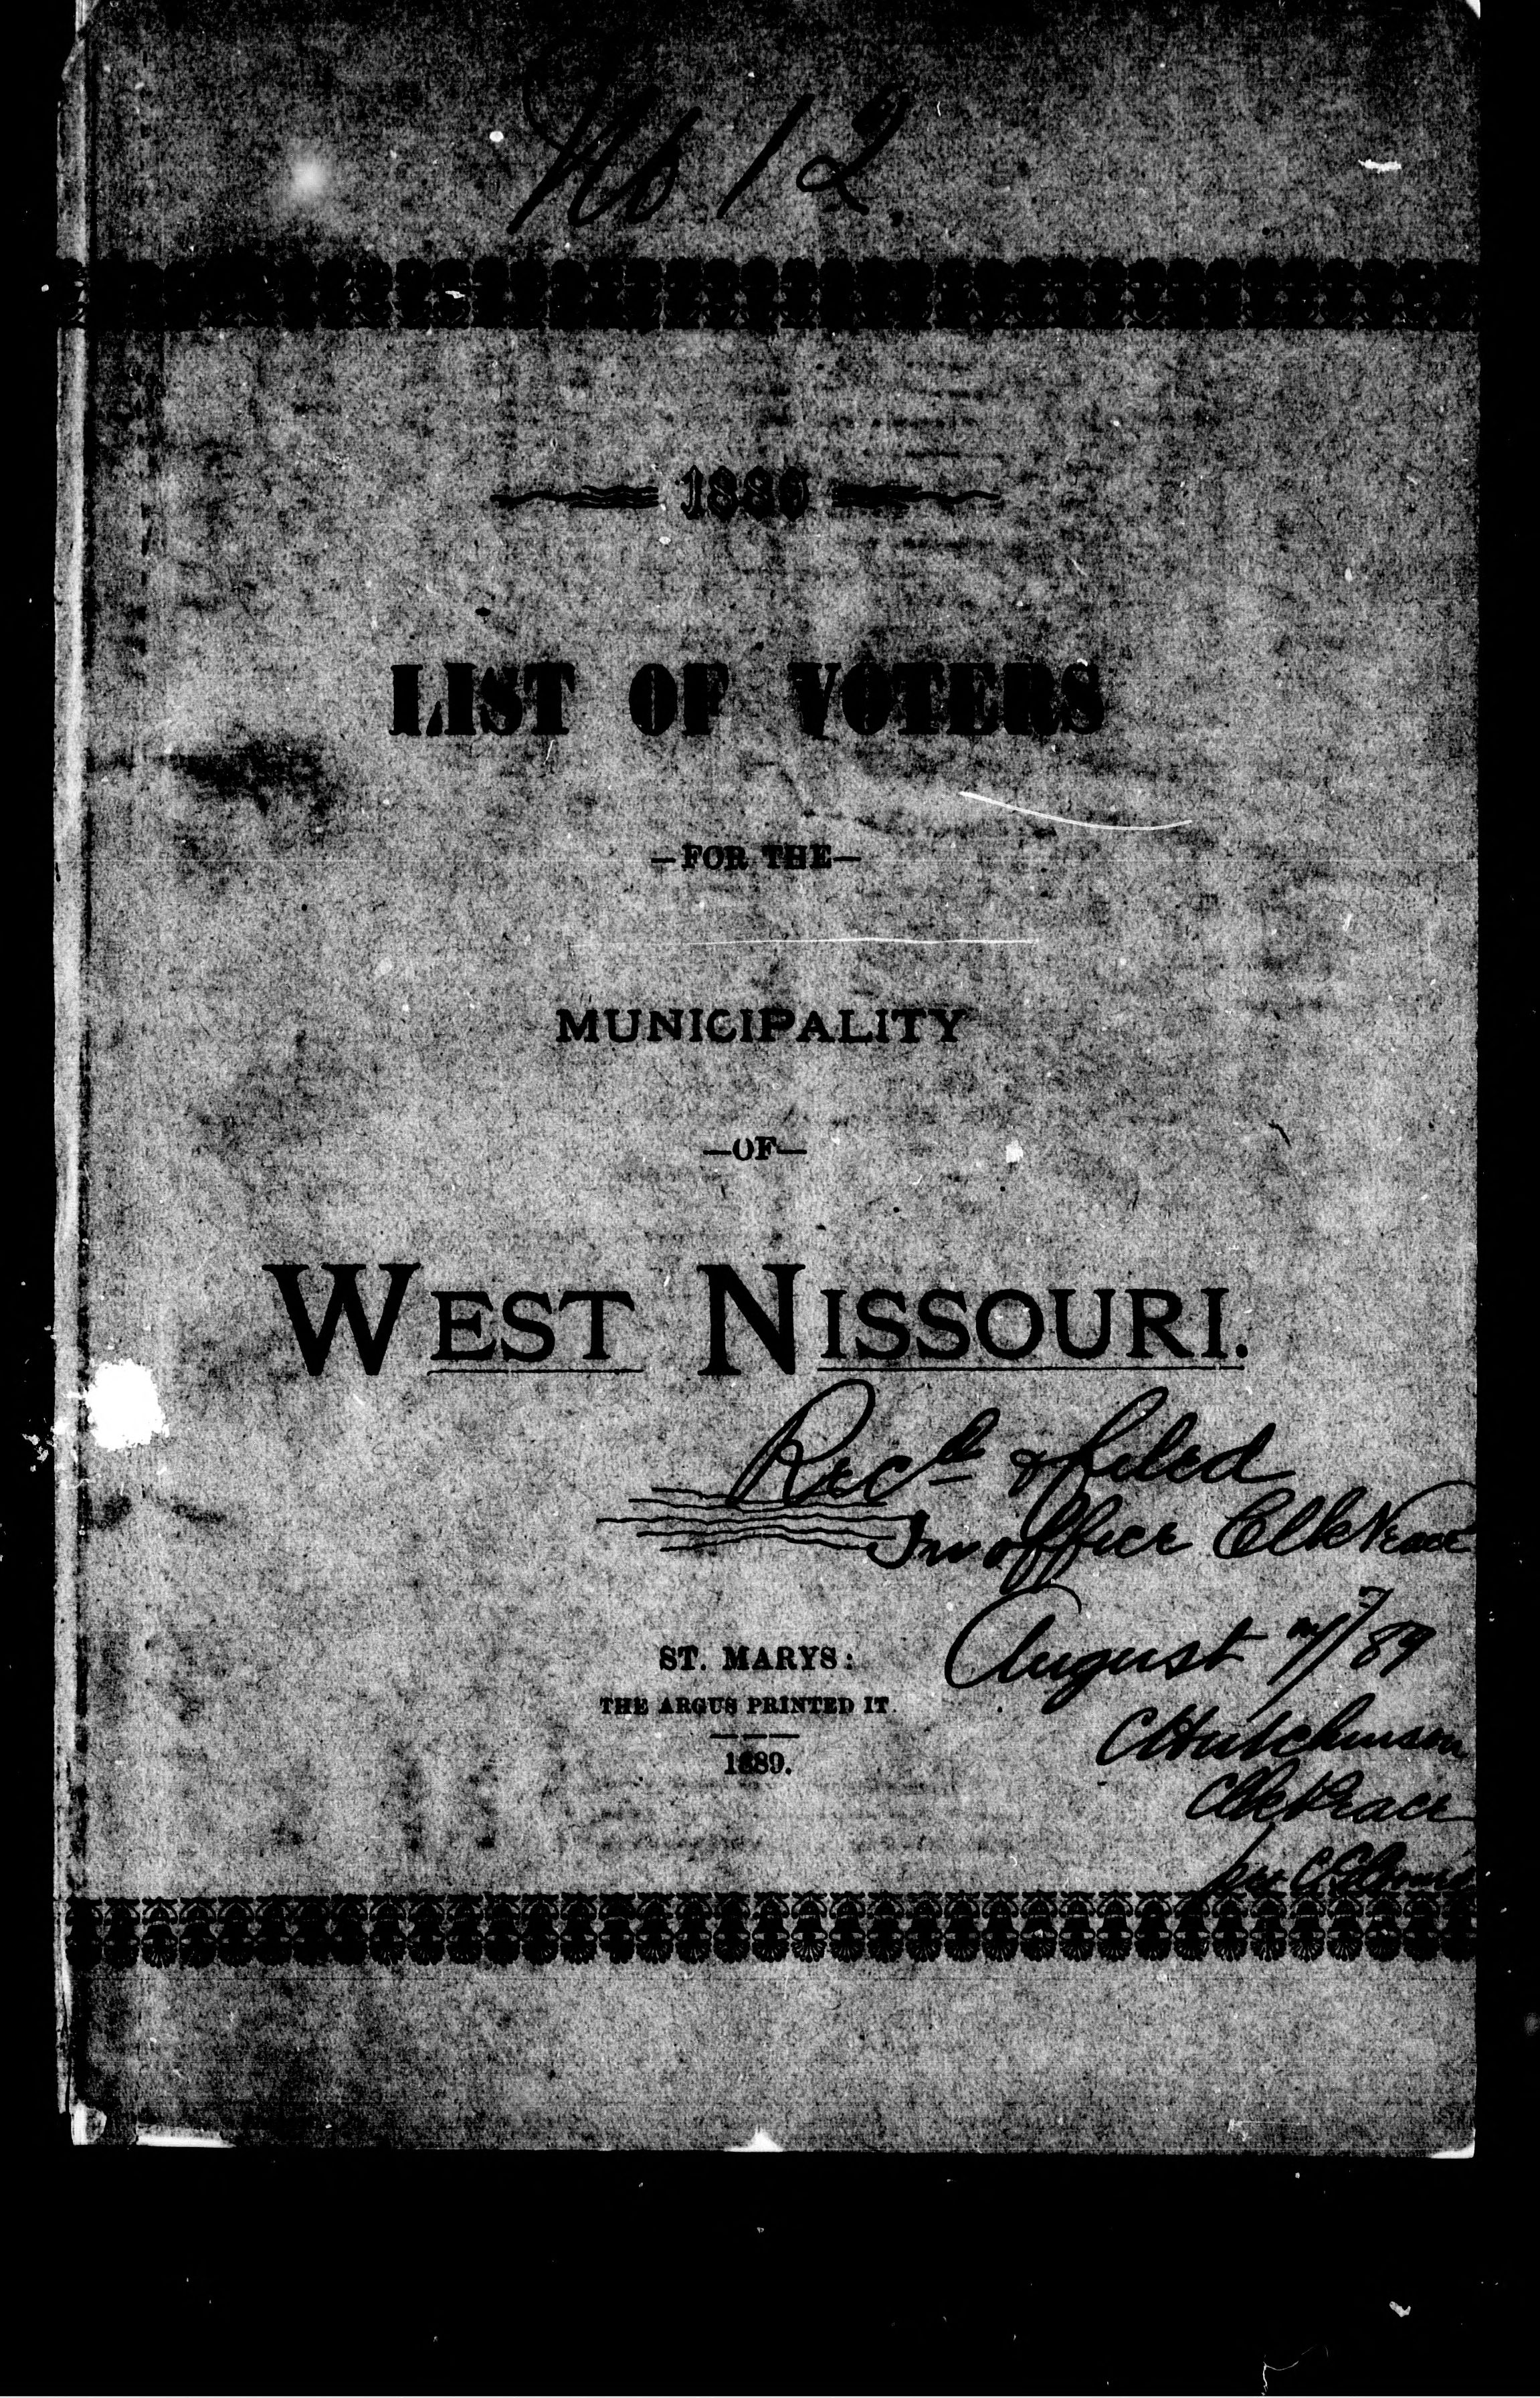 No 12
1889
LIST OF VOTERS
—FOR THE—
MUNICIPALITY
—OF—
WEST NISSOURI.
Recd & filed
In office Clk Peace
August 7/89
ST. MARYS:
THE ARGUS PRINTED IT.
1889.
C Hutchinson
Clk Peace
per C